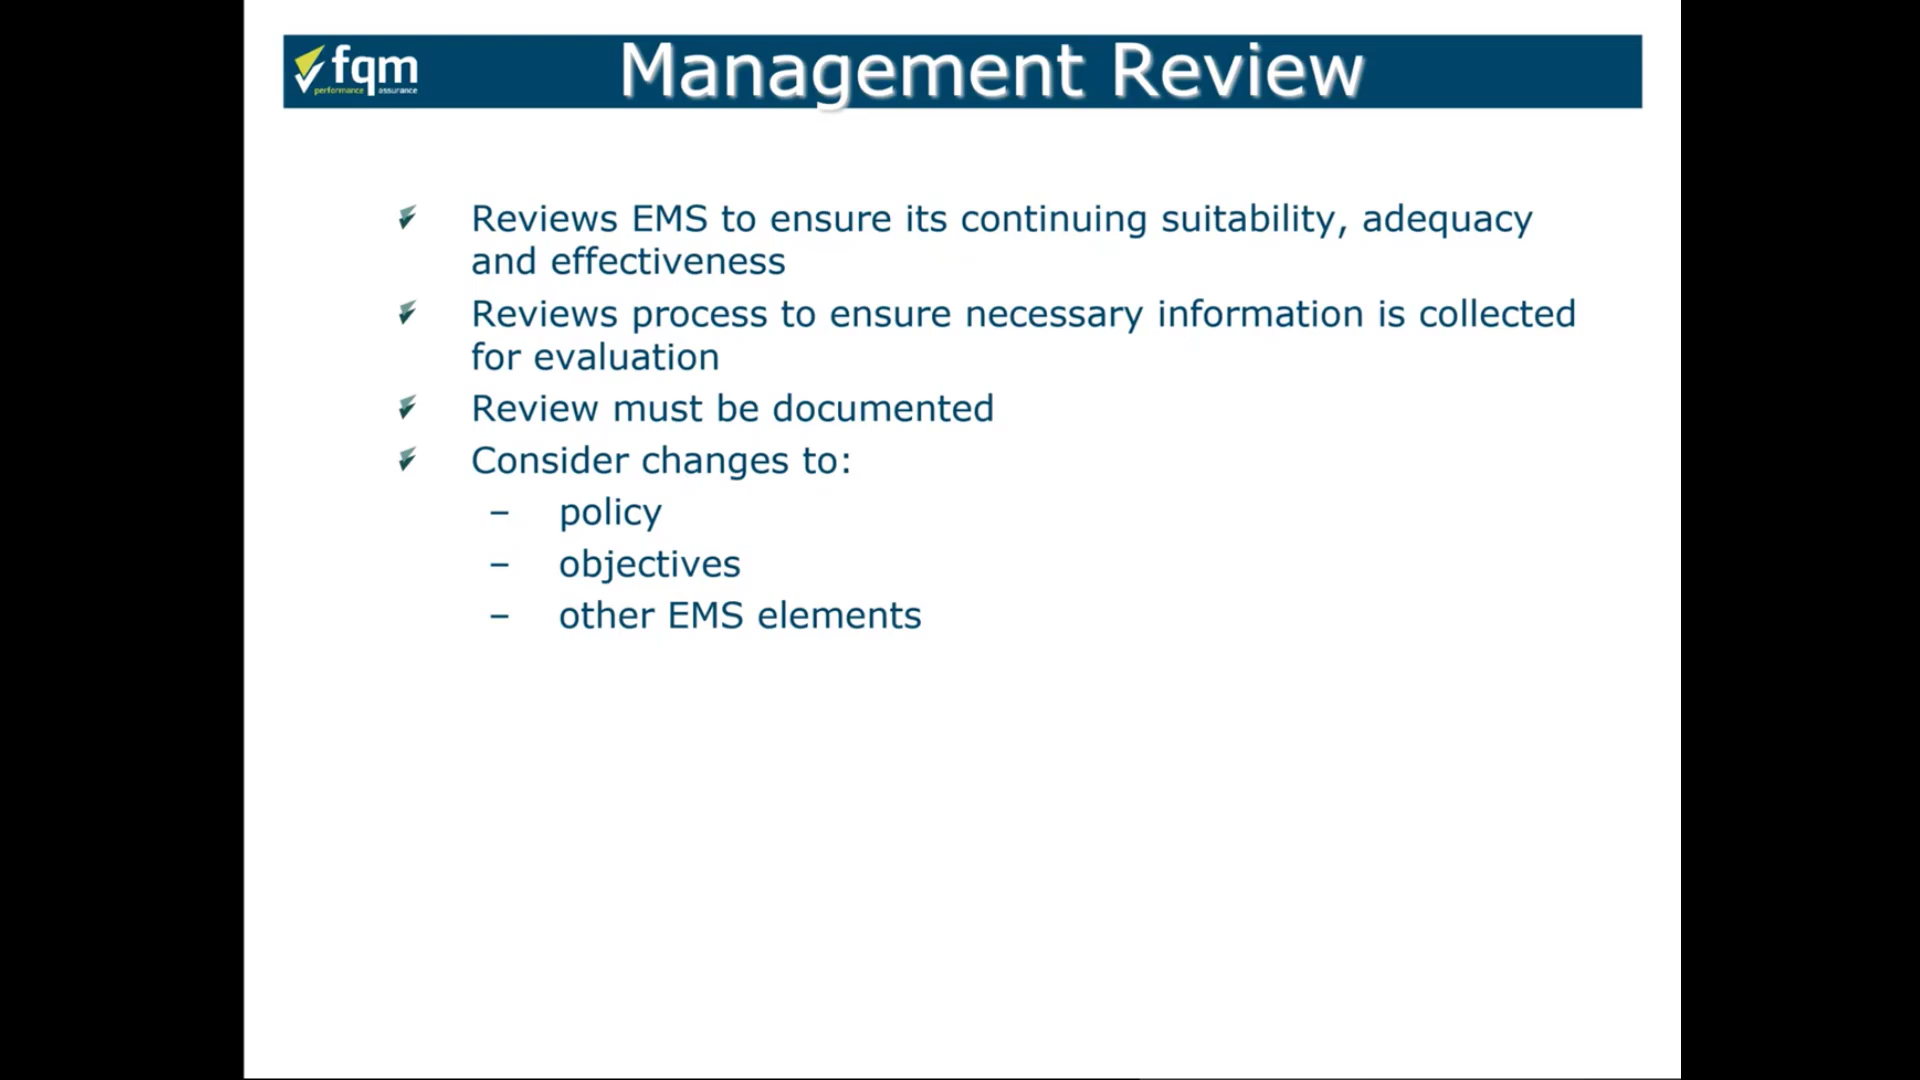 fqm
performance assurance
Management Review
Reviews EMS to ensure its continuing suitability, adequacy
and effectiveness
Reviews process to ensure necessary information is collected
for evaluation
Review must be documented
Consider changes to:
– policy
– objectives
– other EMS elements